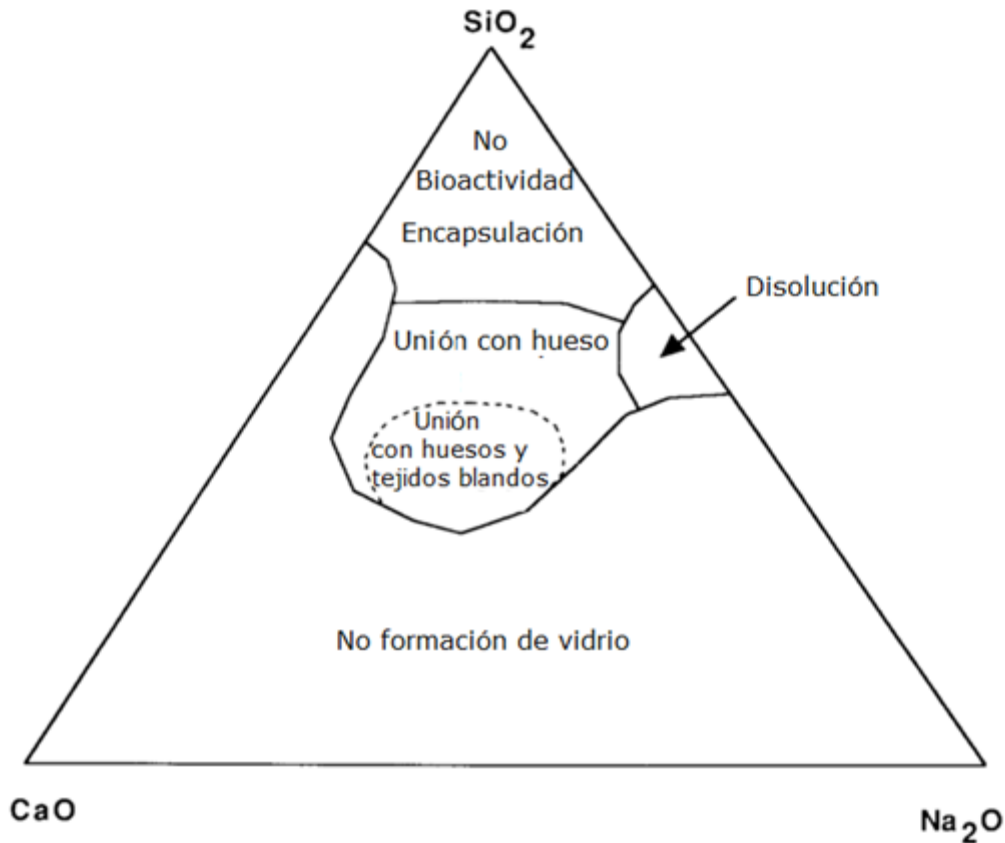 SiO₂
No
Bioactividad
Encapsulación
Disolución
Unión con hueso
Unión
con huesos y
tejidos blandos
No formación de vidrio
CaO
Na₂O